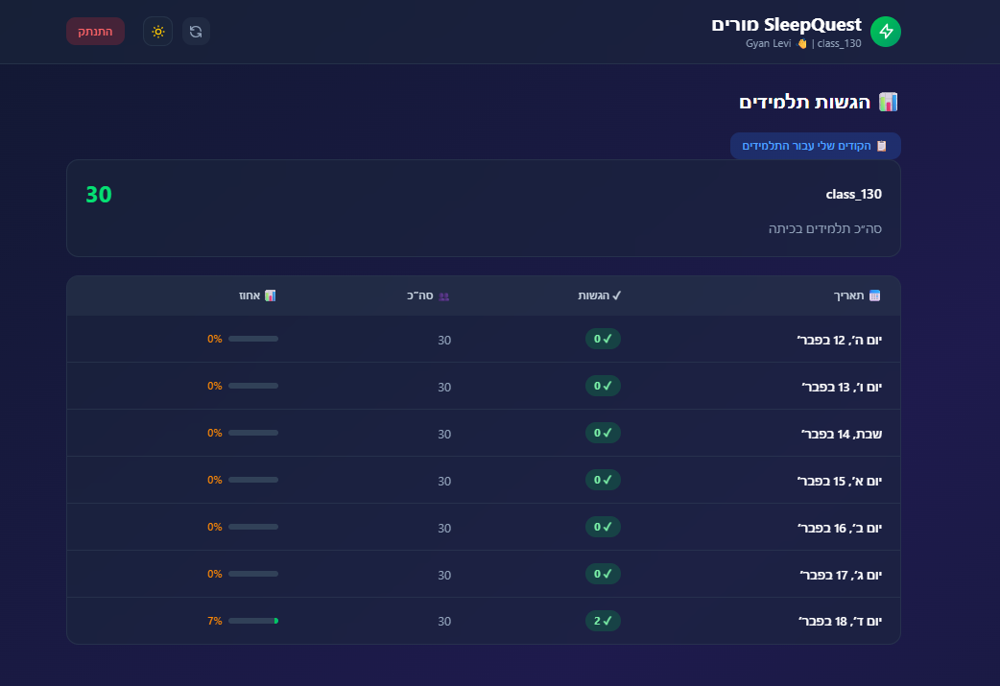 SleepQuest מורים
Gyan Levi 👋 | class_130
התנתק
📊 הגשות תלמידים
📋 הקודים שלי עבור התלמידים
class_130
30
סה״כ תלמידים בכיתה
📅 תאריך ✓ הגשות 👥 סה״כ 📊 אחוז
יום ה׳, 12 בפבר׳ ✓ 0 30 0%
יום ו׳, 13 בפבר׳ ✓ 0 30 0%
שבת, 14 בפבר׳ ✓ 0 30 0%
יום א׳, 15 בפבר׳ ✓ 0 30 0%
יום ב׳, 16 בפבר׳ ✓ 0 30 0%
יום ג׳, 17 בפבר׳ ✓ 0 30 0%
יום ד׳, 18 בפבר׳ ✓ 2 30 7%